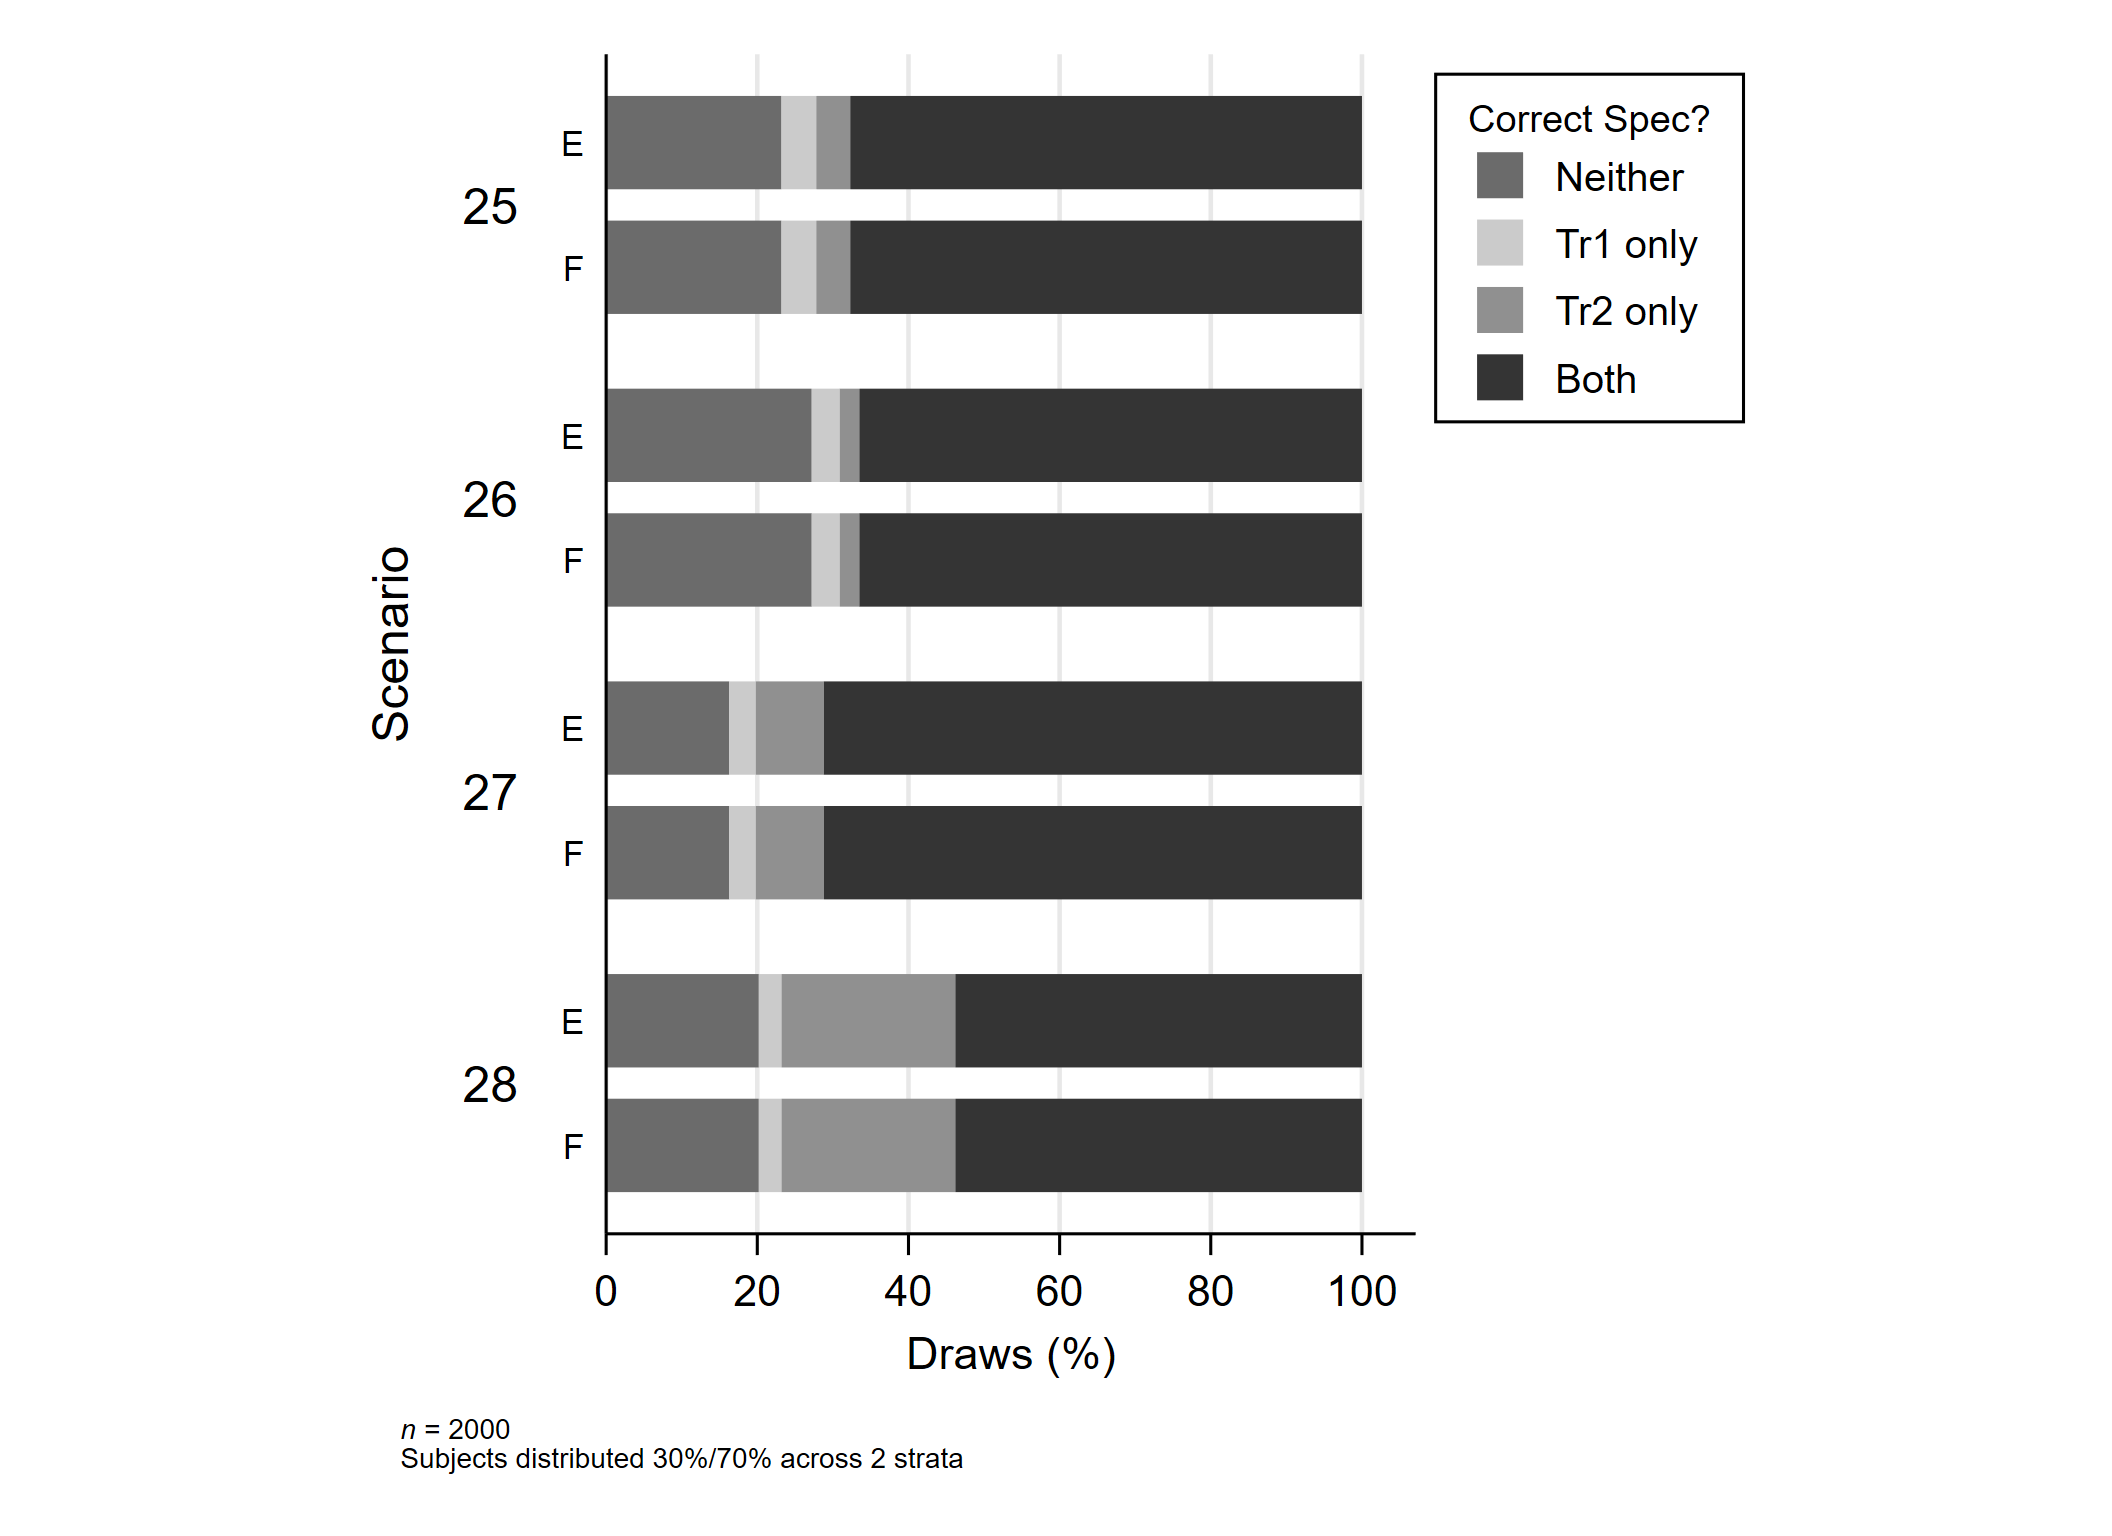 Correct Spec?
Neither
Tr1 only
Tr2 only
Both
Scenario
25
E
F
26
E
F
27
E
F
28
E
F
0 20 40 60 80 100
Draws (%)
n = 2000
Subjects distributed 30%/70% across 2 strata